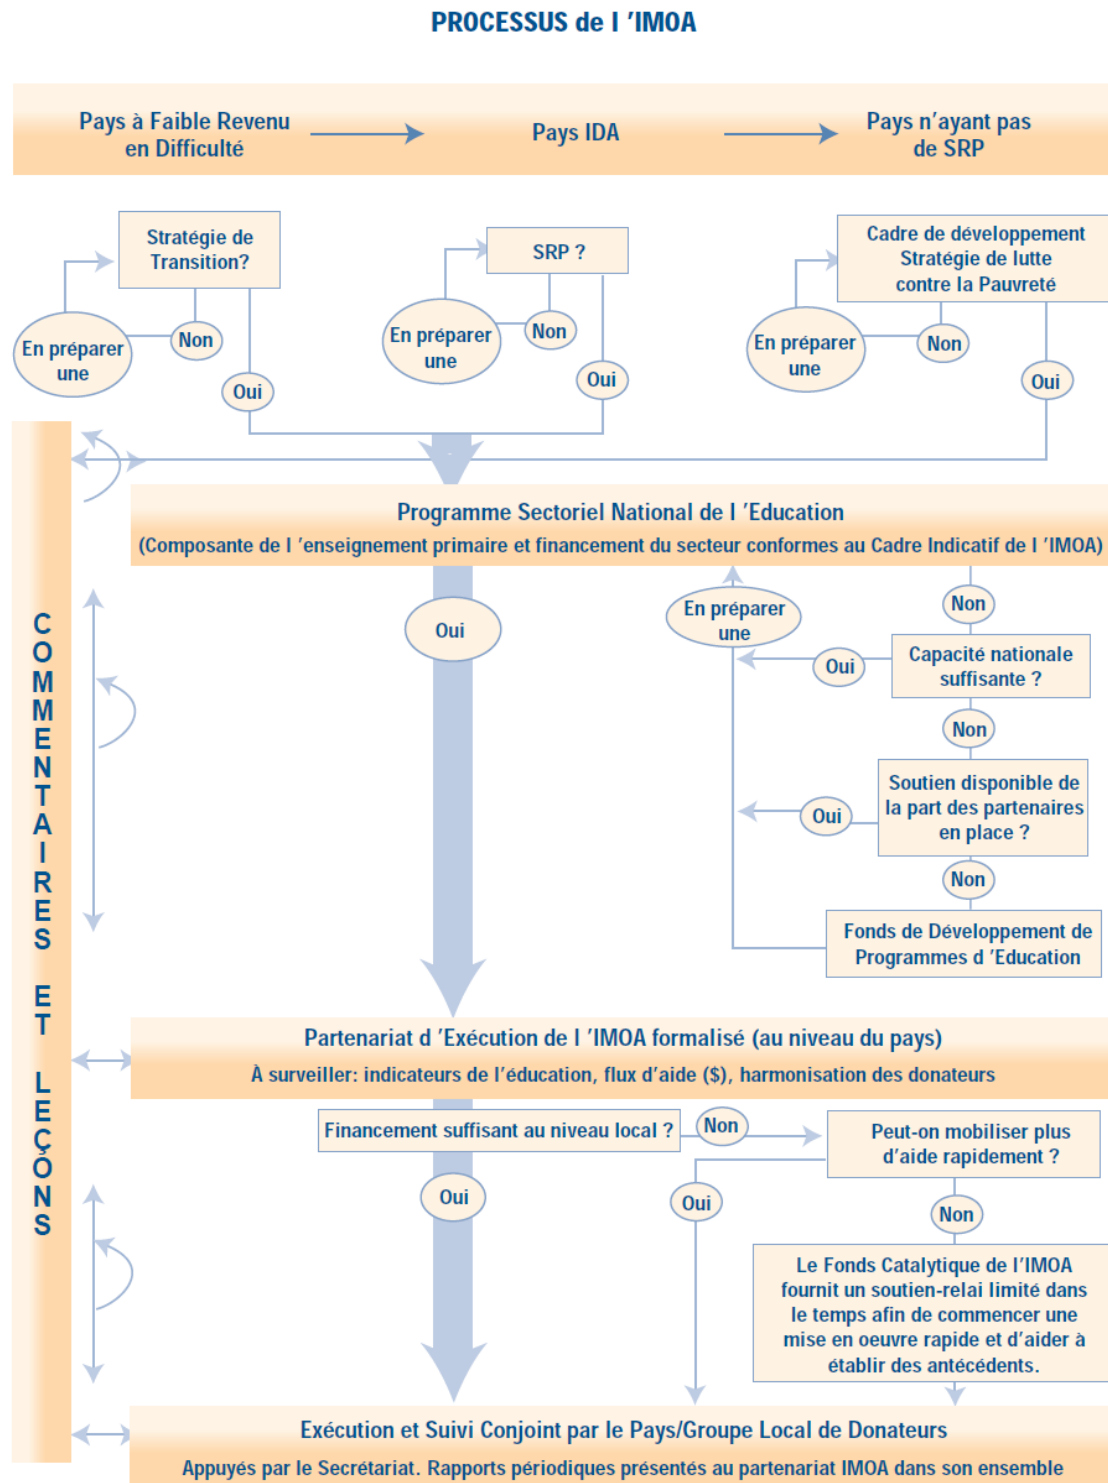 PROCESSUS de l 'IMOA
Pays à Faible Revenu
en Difficulté
Pays IDA
Pays n'ayant pas
de SRP
Stratégie de
Transition?
En préparer
une
Non
Oui
SRP ?
En préparer
une
Non
Oui
Cadre de développement
Stratégie de lutte
contre la Pauvreté
En préparer
une
Non
Oui
COMMENTAIRES ET LEÇONS
Programme Sectoriel National de l 'Education
(Composante de l 'enseignement primaire et financement du secteur conformes au Cadre Indicatif de l 'IMOA)
Oui
En préparer
une
Non
Capacité nationale
suffisante ?
Oui
Non
Soutien disponible de
la part des partenaires
en place ?
Oui
Non
Fonds de Développement de
Programmes d 'Education
Partenariat d 'Exécution de l 'IMOA formalisé (au niveau du pays)
À surveiller: indicateurs de l'éducation, flux d'aide ($), harmonisation des donateurs
Financement suffisant au niveau local ?
Non
Peut-on mobiliser plus
d'aide rapidement ?
Oui
Oui
Non
Le Fonds Catalytique de l'IMOA
fournit un soutien-relai limité dans
le temps afin de commencer une
mise en oeuvre rapide et d'aider à
établir des antécédents.
Exécution et Suivi Conjoint par le Pays/Groupe Local de Donateurs
Appuyés par le Secrétariat. Rapports périodiques présentés au partenariat IMOA dans son ensemble